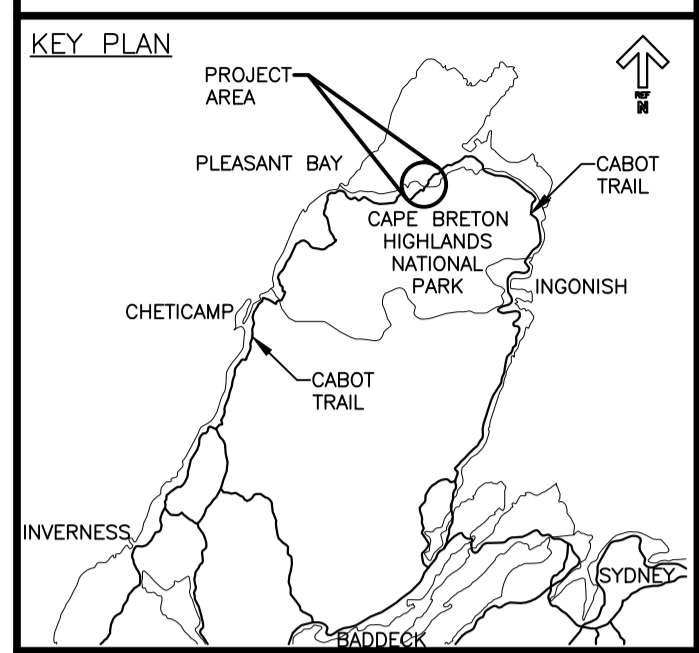 KEY PLAN
PROJECT
AREA
REF
N
PLEASANT BAY
CABOT
TRAIL
CAPE BRETON
HIGHLANDS
NATIONAL
PARK
INGONISH
CHETICAMP
CABOT
TRAIL
INVERNESS
SYDNEY
BADDECK